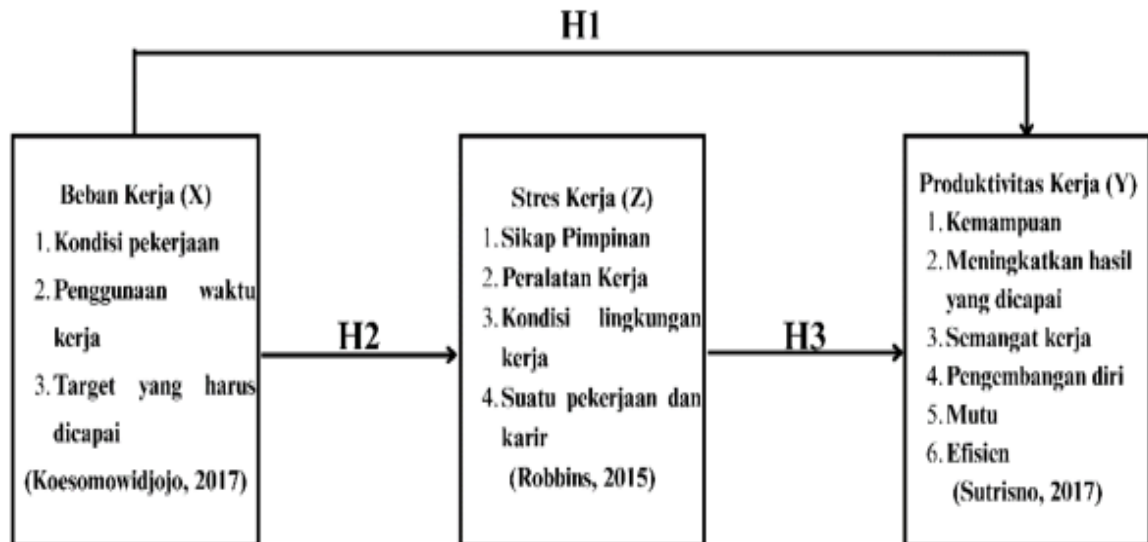 H1
Beban Kerja (X)
1. Kondisi pekerjaan
2. Penggunaan waktu
kerja
3. Target yang harus
dicapai
(Koesomowidjojo, 2017)
H2
Stres Kerja (Z)
1. Sikap Pimpinan
2. Peralatan Kerja
3. Kondisi lingkungan
kerja
4. Suatu pekerjaan dan
karir
(Robbins, 2015)
H3
Produktivitas Kerja (Y)
1. Kemampuan
2. Meningkatkan hasil
yang dicapai
3. Semangat kerja
4. Pengembangan diri
5. Mutu
6. Efisien
(Sutrisno, 2017)